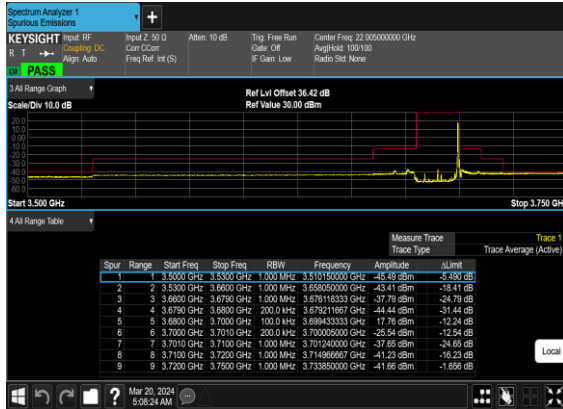 Spectrum Analyzer 1
Spurious Emissions
+
KEYSIGHT
R T
LXI PASS
Input: RF
Coupling: DC
Align: Auto
Input Z: 50 Ω
Corr CCorr
Freq Ref: Int (S)
Atten: 10 dB
Trig: Free Run
Gate: Off
IF Gain: Low
Center Freq: 22.005000000 GHz
Avg|Hold: 100/100
Radio Std: None
3 All Range Graph
Scale/Div 10.0 dB
Ref Lvl Offset 36.42 dB
Ref Value 30.00 dBm
20.0
10.0
0.00
-10.0
-20.0
-30.0
-40.0
-50.0
-60.0
Start 3.500 GHz
Stop 3.750 GH
4 All Range Table
Measure Trace Trace 1
Trace Type Trace Average (Active)
Spur Range Start Freq Stop Freq RBW Frequency Amplitude ΔLimit
1 1 3.5000 GHz 3.5300 GHz 1.000 MHz 3.510150000 GHz -45.49 dBm -5.490 dB
2 2 3.5300 GHz 3.6600 GHz 1.000 MHz 3.658050000 GHz -43.41 dBm -18.41 dB
3 3 3.6600 GHz 3.6790 GHz 1.000 MHz 3.676118333 GHz -37.79 dBm -24.79 dB
4 4 3.6790 GHz 3.6800 GHz 200.0 kHz 3.679211667 GHz -44.44 dBm -31.44 dB
5 5 3.6800 GHz 3.7000 GHz 100.0 kHz 3.699433333 GHz 17.76 dBm -12.24 dB
6 6 3.7000 GHz 3.7010 GHz 200.0 kHz 3.700005000 GHz -25.54 dBm -12.54 dB
7 7 3.7010 GHz 3.7100 GHz 1.000 MHz 3.701240000 GHz -37.65 dBm -24.65 dB
8 8 3.7100 GHz 3.7200 GHz 1.000 MHz 3.714966667 GHz -41.23 dBm -16.23 dB
9 9 3.7200 GHz 3.7500 GHz 1.000 MHz 3.733850000 GHz -41.66 dBm -1.656 dB
Local
?
Mar 20, 2024
5:08:24 AM